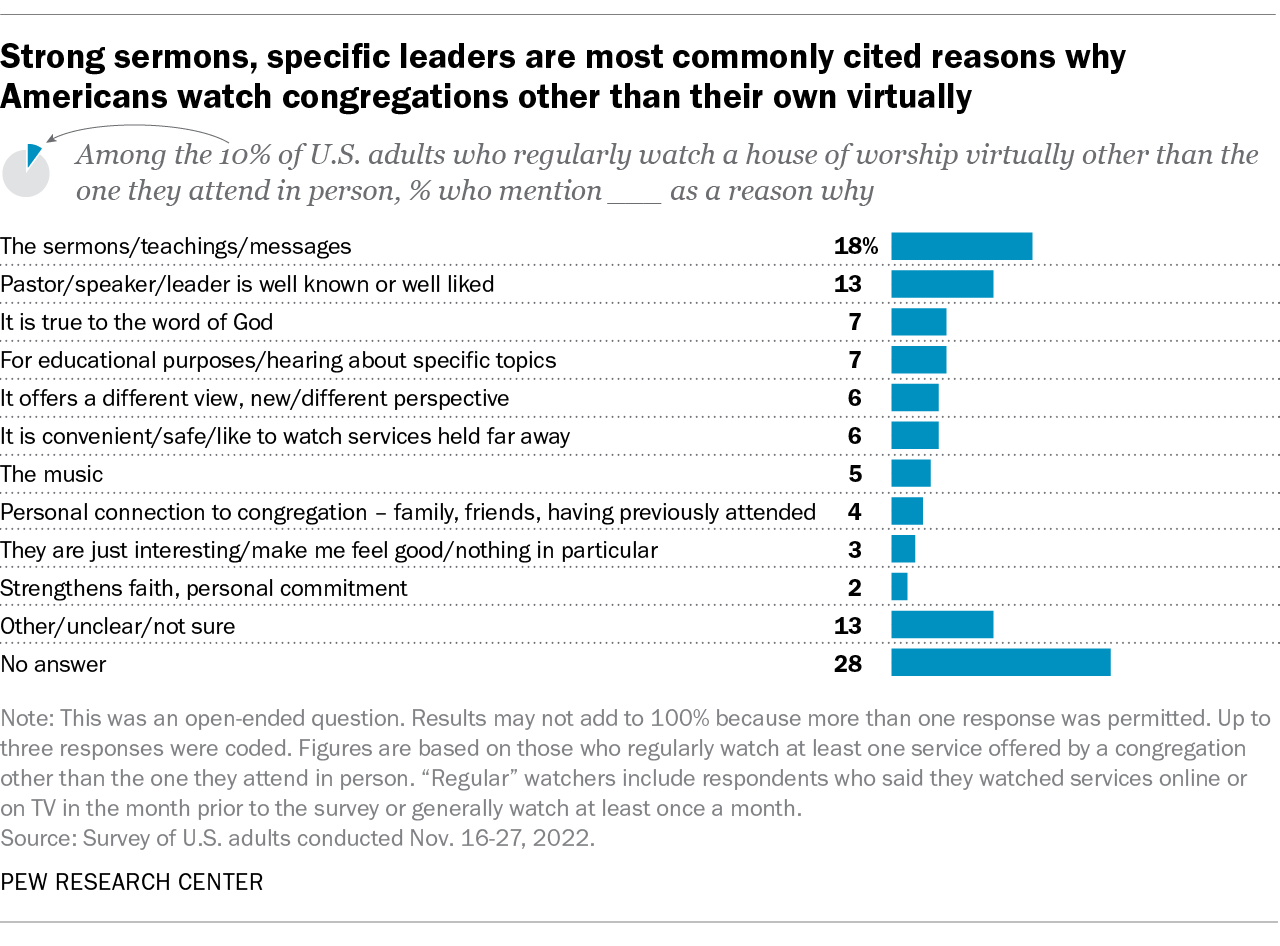 Strong sermons, specific leaders are most commonly cited reasons why
Americans watch congregations other than their own virtually
Among the 10% of U.S. adults who regularly watch a house of worship virtually other than the
one they attend in person, % who mention ____ as a reason why
The sermons/teachings/messages 18%
Pastor/speaker/leader is well known or well liked 13
It is true to the word of God 7
For educational purposes/hearing about specific topics 7
It offers a different view, new/different perspective 6
It is convenient/safe/like to watch services held far away 6
The music 5
Personal connection to congregation – family, friends, having previously attended 4
They are just interesting/make me feel good/nothing in particular 3
Strengthens faith, personal commitment 2
Other/unclear/not sure 13
No answer 28
Note: This was an open-ended question. Results may not add to 100% because more than one response was permitted. Up to
three responses were coded. Figures are based on those who regularly watch at least one service offered by a congregation
other than the one they attend in person. “Regular” watchers include respondents who said they watched services online or
on TV in the month prior to the survey or generally watch at least once a month.
Source: Survey of U.S. adults conducted Nov. 16-27, 2022.
PEW RESEARCH CENTER